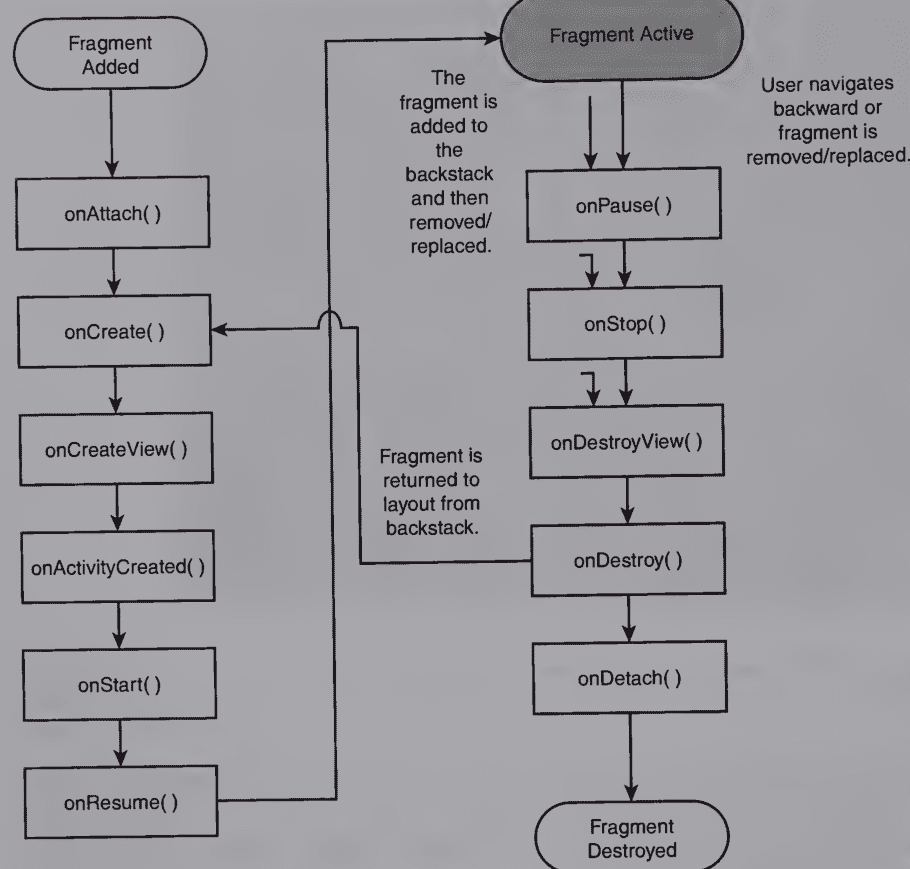 Fragment
Added
onAttach( )
onCreate( )
onCreateView( )
onActivityCreated( )
onStart( )
onResume( )
The
fragment is
added to
the
backstack
and then
removed/
replaced.
Fragment is
returned to
layout from
backstack.
Fragment Active
User navigates
backward or
fragment is
removed/replaced.
onPause( )
onStop( )
onDestroyView( )
onDestroy( )
onDetach( )
Fragment
Destroyed